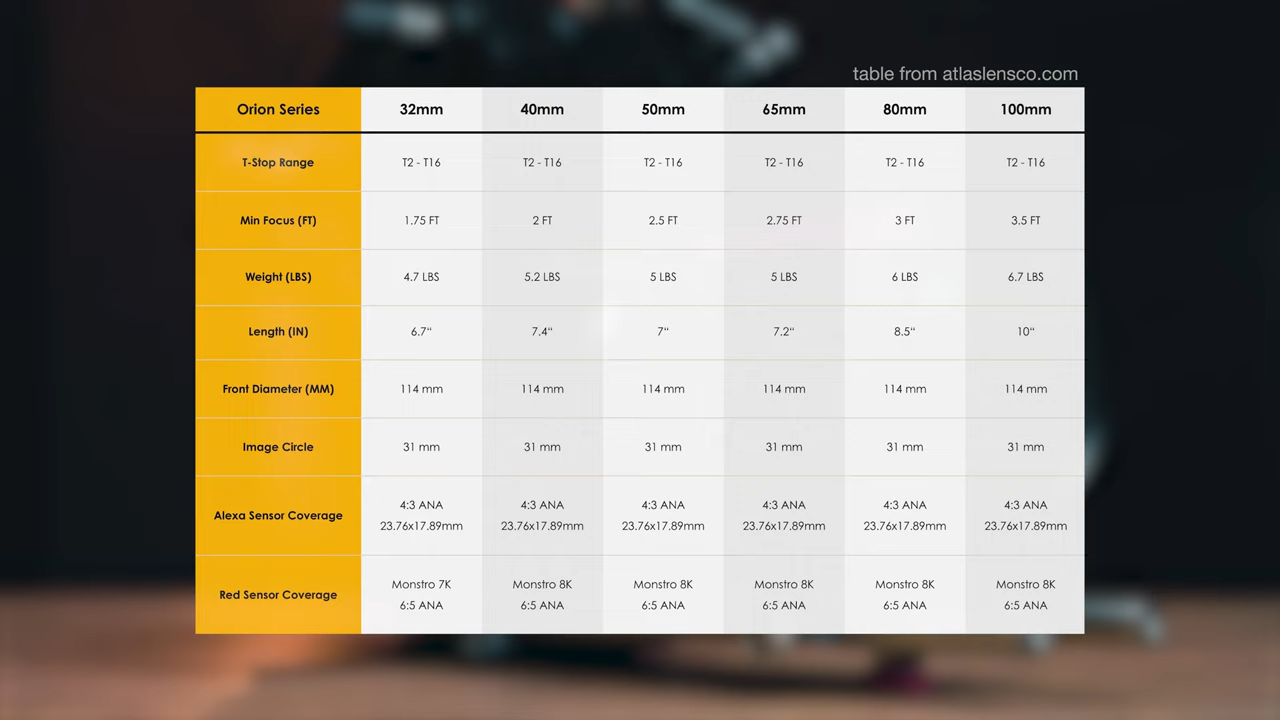 table from atlaslensco.com
Orion Series 32mm 40mm 50mm 65mm 80mm 100mm
T-Stop Range T2 - T16 T2 - T16 T2 - T16 T2 - T16 T2 - T16 T2 - T16
Min Focus (FT) 1.75 FT 2 FT 2.5 FT 2.75 FT 3 FT 3.5 FT
Weight (LBS) 4.7 LBS 5.2 LBS 5 LBS 5 LBS 6 LBS 6.7 LBS
Length (IN) 6.7“ 7.4“ 7“ 7.2“ 8.5“ 10“
Front Diameter (MM) 114 mm 114 mm 114 mm 114 mm 114 mm 114 mm
Image Circle 31 mm 31 mm 31 mm 31 mm 31 mm 31 mm
Alexa Sensor Coverage 4:3 ANA 4:3 ANA 4:3 ANA 4:3 ANA 4:3 ANA 4:3 ANA
23.76x17.89mm 23.76x17.89mm 23.76x17.89mm 23.76x17.89mm 23.76x17.89mm 23.76x17.89mm
Red Sensor Coverage Monstro 7K Monstro 8K Monstro 8K Monstro 8K Monstro 8K Monstro 8K
6:5 ANA 6:5 ANA 6:5 ANA 6:5 ANA 6:5 ANA 6:5 ANA